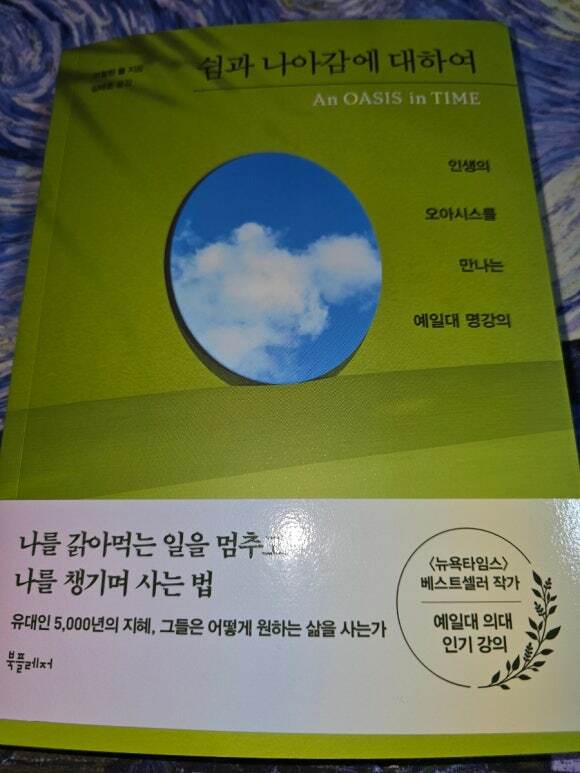 쉼과 나아감에 대하여
An OASIS in TIME
지음
옮김
인생의
오아시스를
만나는
예일대 명강의
나를 갉아먹는 일을 멈추고
나를 챙기며 사는 법
유대인 5,000년의 지혜, 그들은 어떻게 원하는 삶을 사는가
북플레저
〈뉴욕타임스〉
베스트셀러 작가
예일대 의대
인기 강의